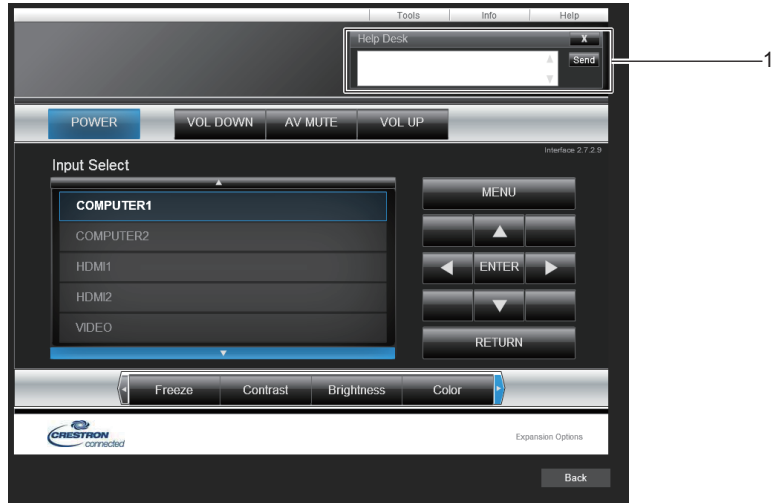 Tools Info Help
Help Desk X
Send
1
POWER VOL DOWN AV MUTE VOL UP
Interface 2.7.2.9
Input Select
COMPUTER1
COMPUTER2
HDMI1
HDMI2
VIDEO
MENU
ENTER
RETURN
Freeze Contrast Brightness Color
CRESTRON
connected
Expansion Options
Back